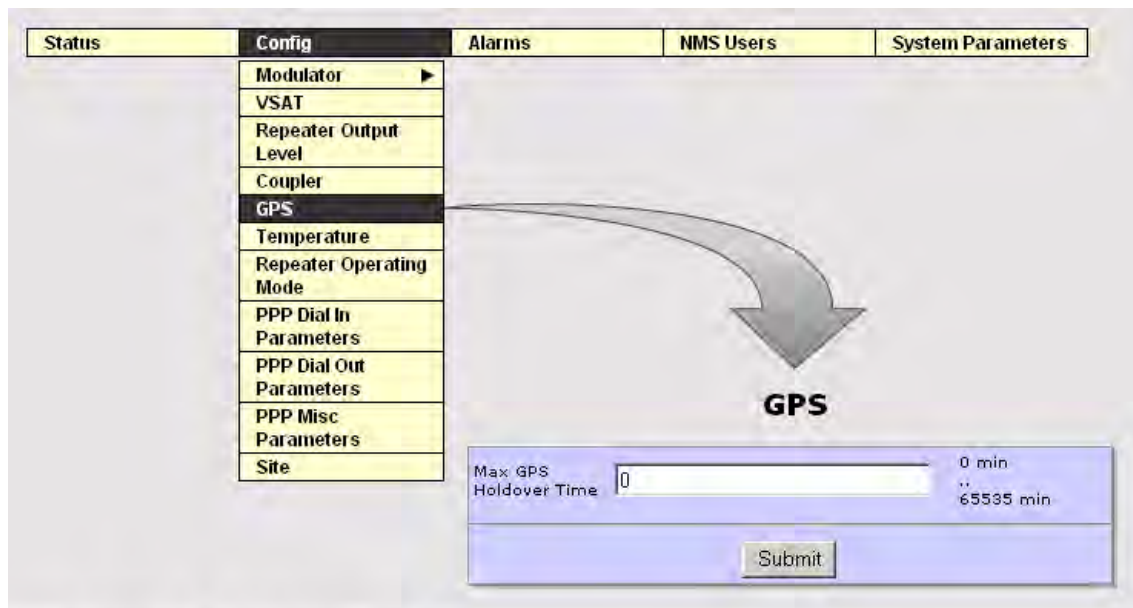 Status Config Alarms NMS Users System Parameters
Modulator
VSAT
Repeater Output
Level
Coupler
GPS
Temperature
Repeater Operating
Mode
PPP Dial In
Parameters
PPP Dial Out
Parameters
PPP Misc
Parameters
Site
GPS
Max GPS
Holdover Time
0
0 min
..
65535 min
Submit